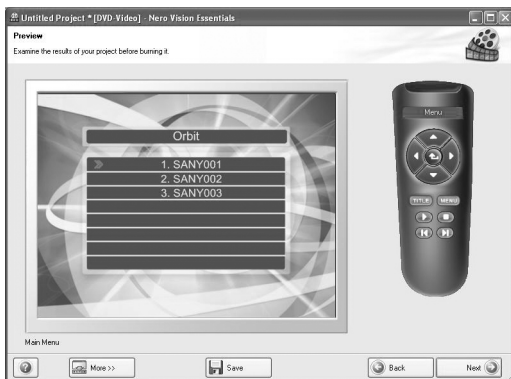 Untitled Project * [DVD-Video] - Nero Vision Essentials
Preview
Examine the results of your project before burning it.
Menu
Orbit
1. SANY001
2. SANY002
3. SANY003
TITLE MENU
Main Menu
More >>
Save
Back
Next